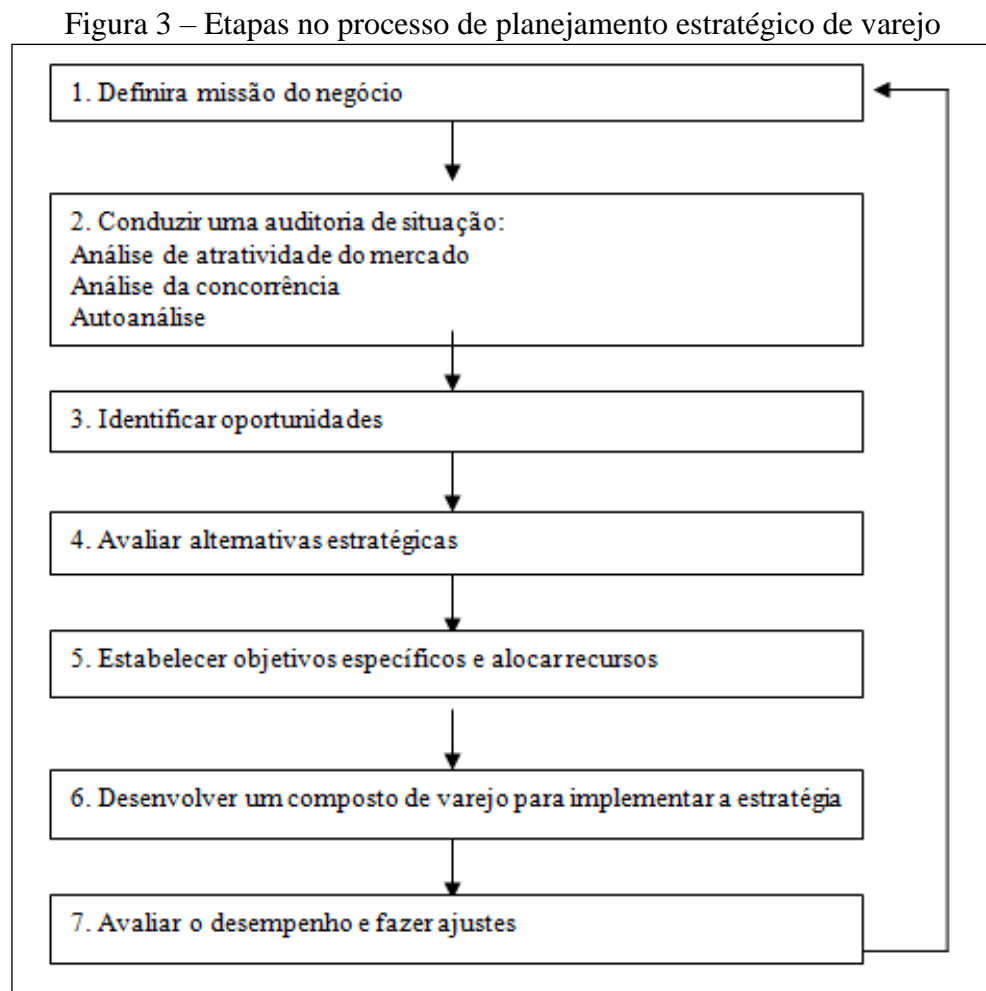 Figura 3 – Etapas no processo de planejamento estratégico de varejo
1. Definira missão do negócio
2. Conduzir uma auditoria de situação:
Análise de atratividade do mercado
Análise da concorrência
Autoanálise
3. Identificar oportunidades
4. Avaliar alternativas estratégicas
5. Estabelecer objetivos específicos e alocar recursos
6. Desenvolver um composto de varejo para implementar a estratégia
7. Avaliar o desempenho e fazer ajustes